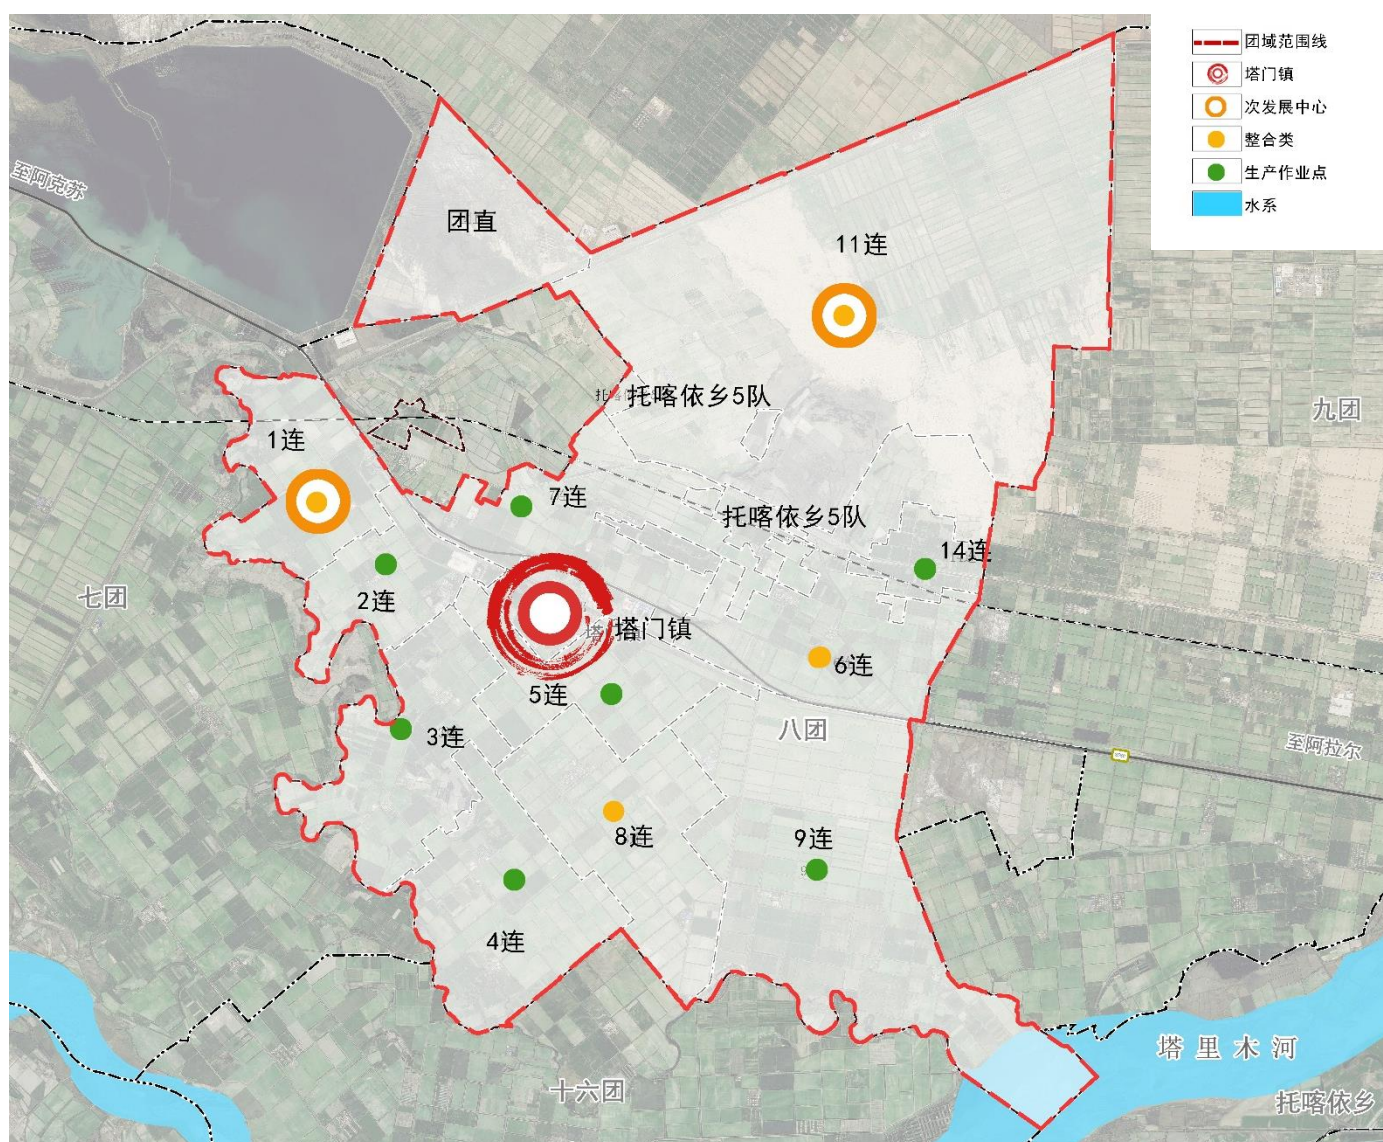 团域范围线
塔门镇
次发展中心
整合类
生产作业点
水系
至阿克苏
团直
11连
托喀依乡5队
九团
1连
7连
托喀依乡5队
14连
七团
2连
塔门镇
6连
5连
八团
3连
至阿拉尔
8连
9连
4连
塔里木河
十六团
托喀依乡